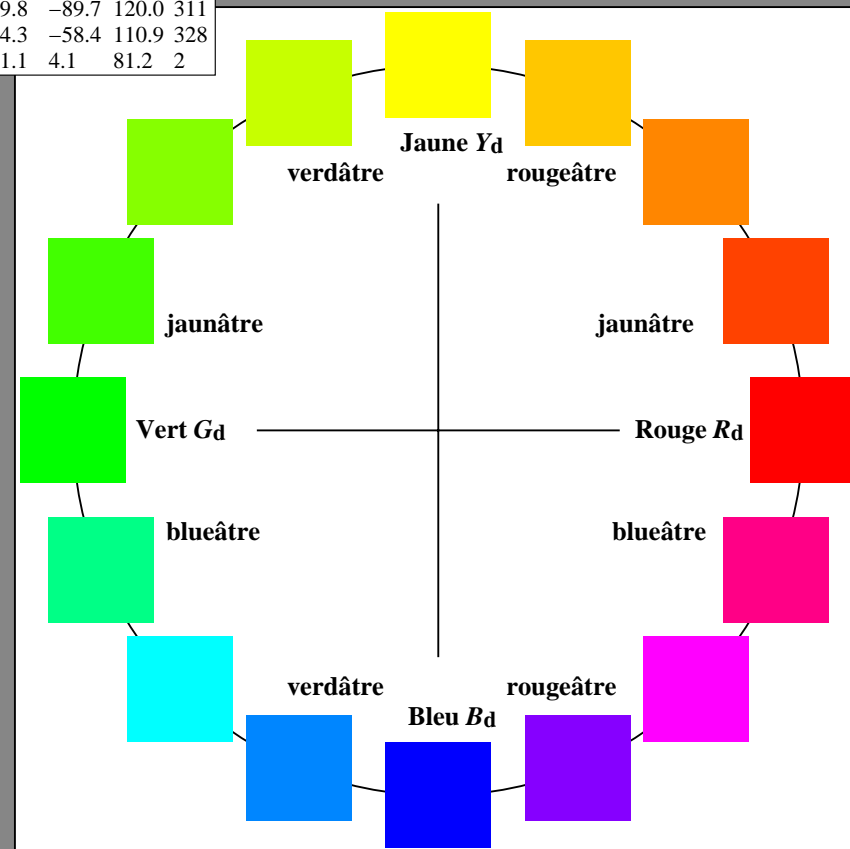 9.8 −89.7 120.0 311
4.3 −58.4 110.9 328
1.1 4.1 81.2 2
Jaune Yd
verdâtre rougeâtre
jaunâtre jaunâtre
Vert Gd Rouge Rd
blueâtre blueâtre
verdâtre rougeâtre
Bleu Bd